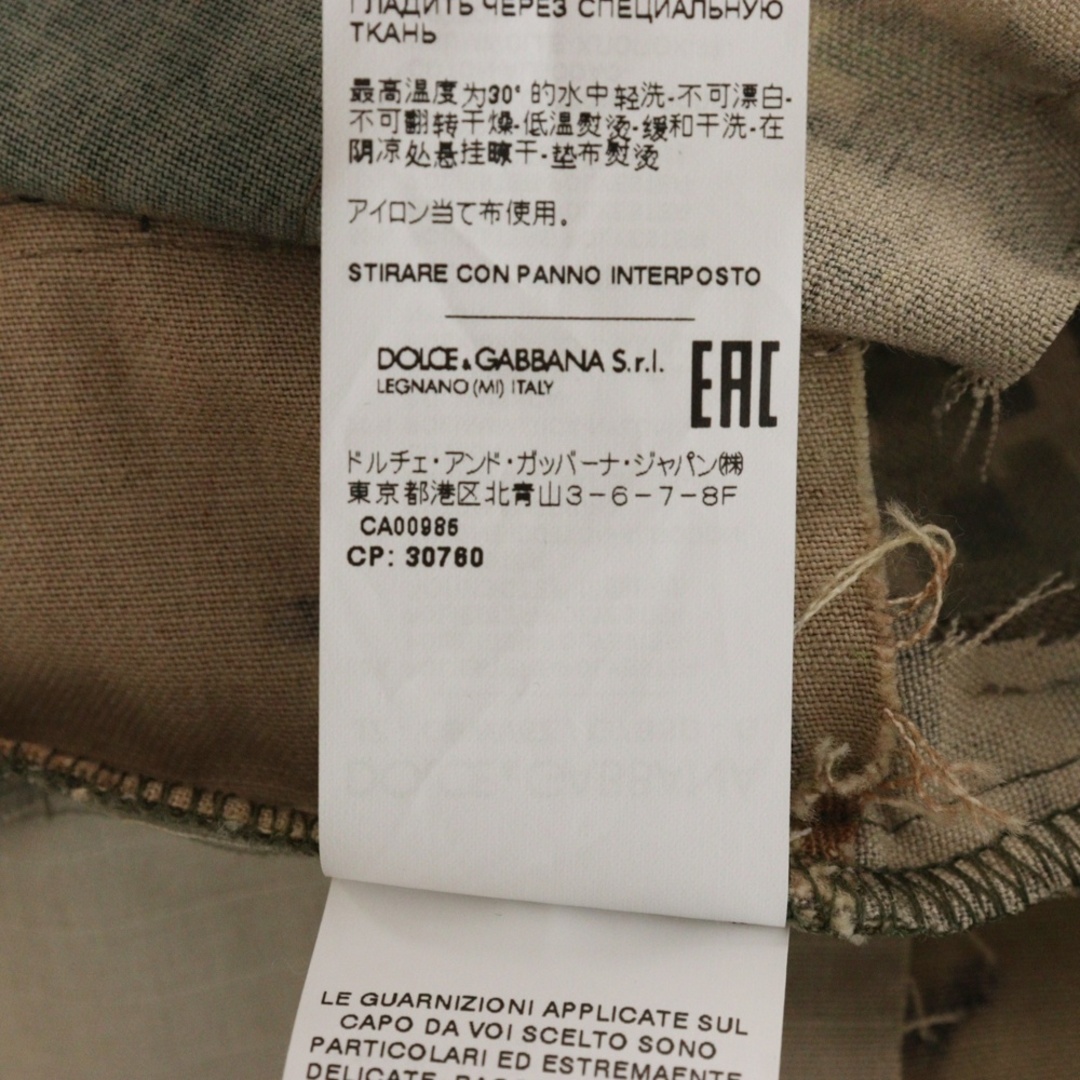 ГЛАДИТЬ ЧЕРЕЗ СПЕЦИАЛЬНУЮ
ТКАНЬ
最高温度为30° 的水中轻洗-不可漂白-
不可翻转干燥-低温熨烫-缓和干洗-在
阴凉处悬挂晾干-垫布熨烫
アイロン当て布使用。
STIRARE CON PANNO INTERPOSTO
DOLCE & GABBANA S.r.l.
LEGNANO (MI) ITALY
EAC
ドルチェ・アンド・ガッバーナ・ジャパン㈱
東京都港区北青山3-6-7-8F
CA00986
CP: 30760
LE GUARNIZIONI APPLICATE SUL
CAPO DA VOI SCELTO SONO
PARTICOLARI ED ESTREMAMENTE
DELICATE.